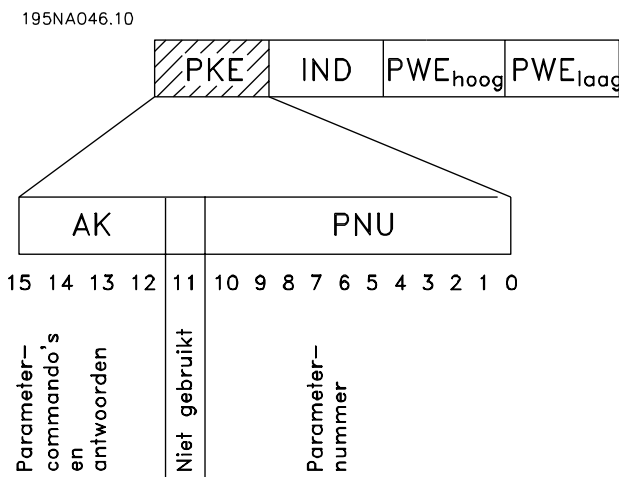 195NA046.10
PKE IND PWEhoog PWElaag
AK PNU
15 14 13 12 11 10 9 8 7 6 5 4 3 2 1 0
Parameter–
commando's
en
antwoorden
Niet gebruikt
Parameter–
nummer